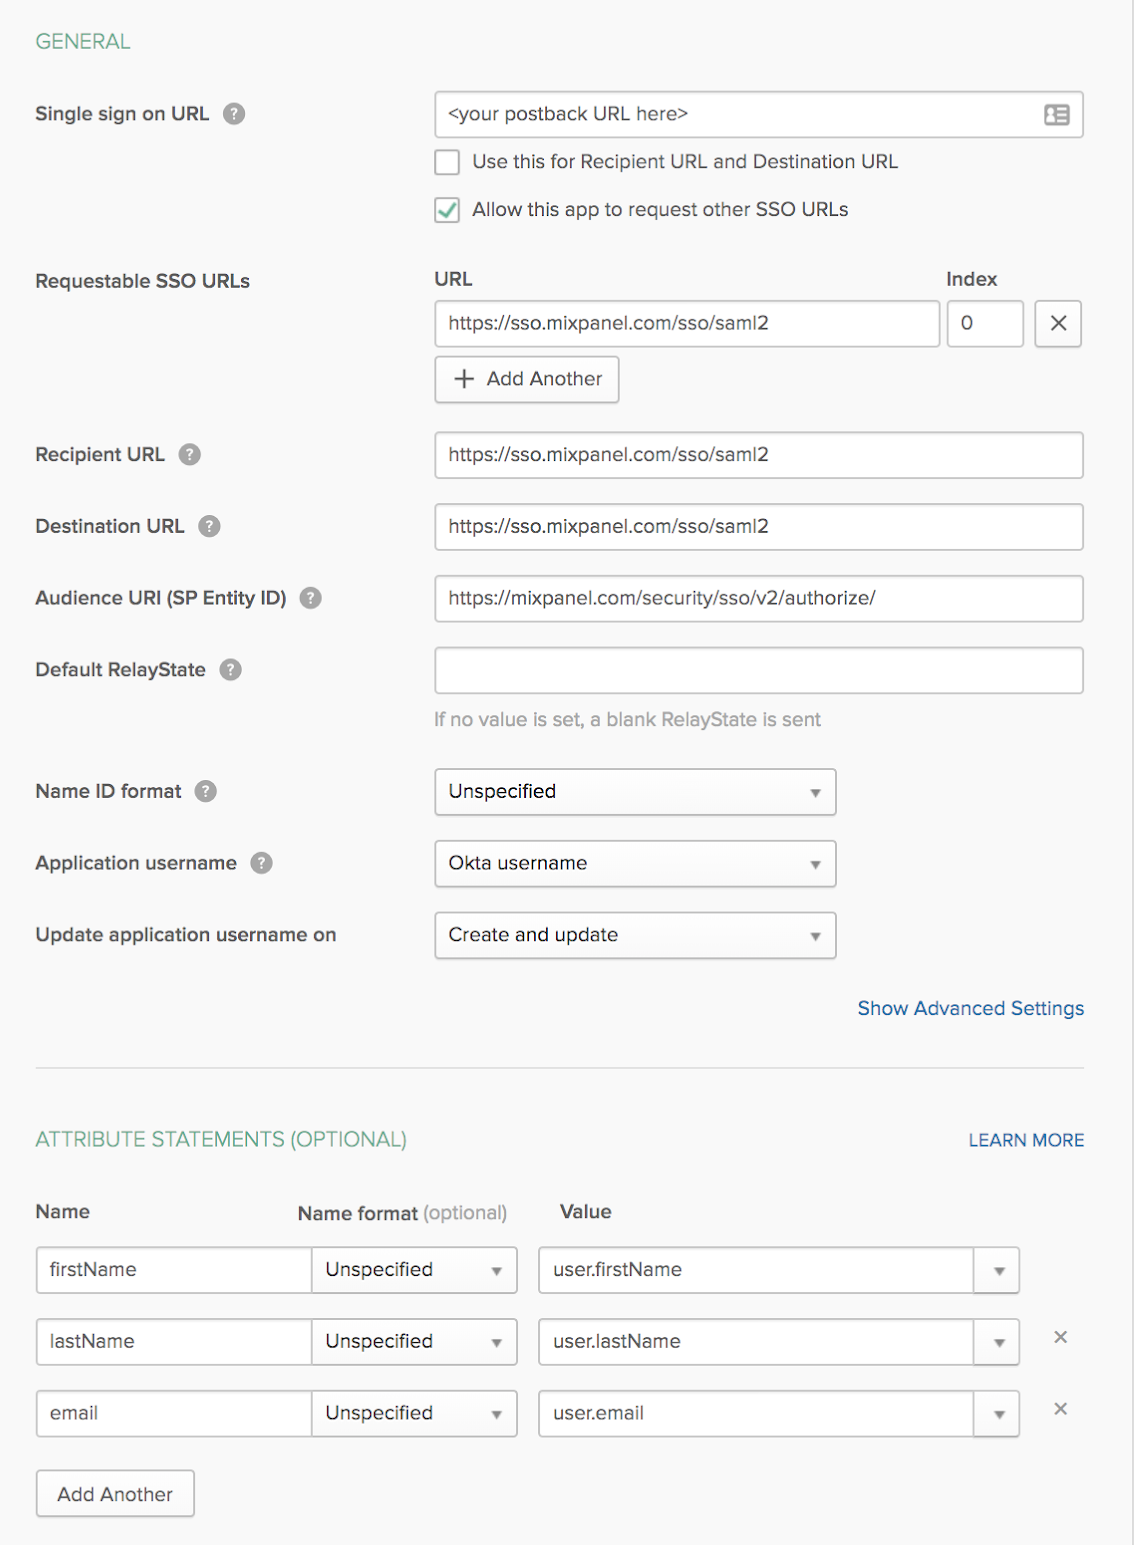 GENERAL
Single sign on URL ?
<your postback URL here>
Use this for Recipient URL and Destination URL
Allow this app to request other SSO URLs
Requestable SSO URLs
URL Index
https://sso.mixpanel.com/sso/saml2 0
Add Another
Recipient URL ? https://sso.mixpanel.com/sso/saml2
Destination URL ? https://sso.mixpanel.com/sso/saml2
Audience URI (SP Entity ID) ? https://mixpanel.com/security/sso/v2/authorize/
Default RelayState ?
If no value is set, a blank RelayState is sent
Name ID format ? Unspecified
Application username ? Okta username
Update application username on Create and update
Show Advanced Settings
ATTRIBUTE STATEMENTS (OPTIONAL) LEARN MORE
Name Name format (optional) Value
firstName Unspecified user.firstName
lastName Unspecified user.lastName
email Unspecified user.email
Add Another